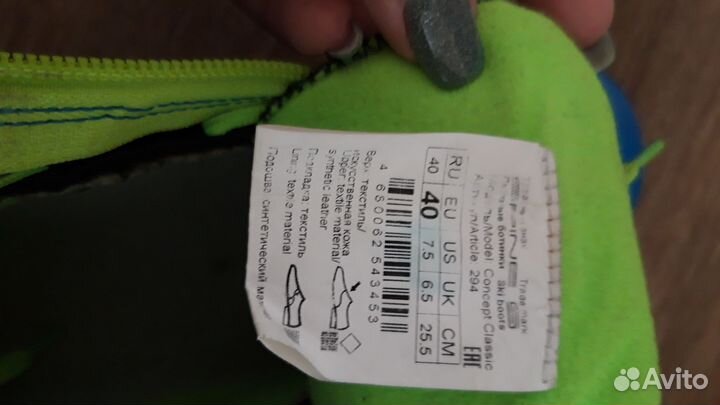 Trade mark
SPINE
ботинки Ski boots
/Model. Concept Classic
/Article. 294
RU EU US UK CM
40 40 7.5 6.5 25.5
EAC
4 680062 543453
Верх: текстиль/
искусственная кожа
Upper: textile material/
Synthetic leather
Подкладка: текстиль
Lining: textile material
Подошва: синтетический
Avito